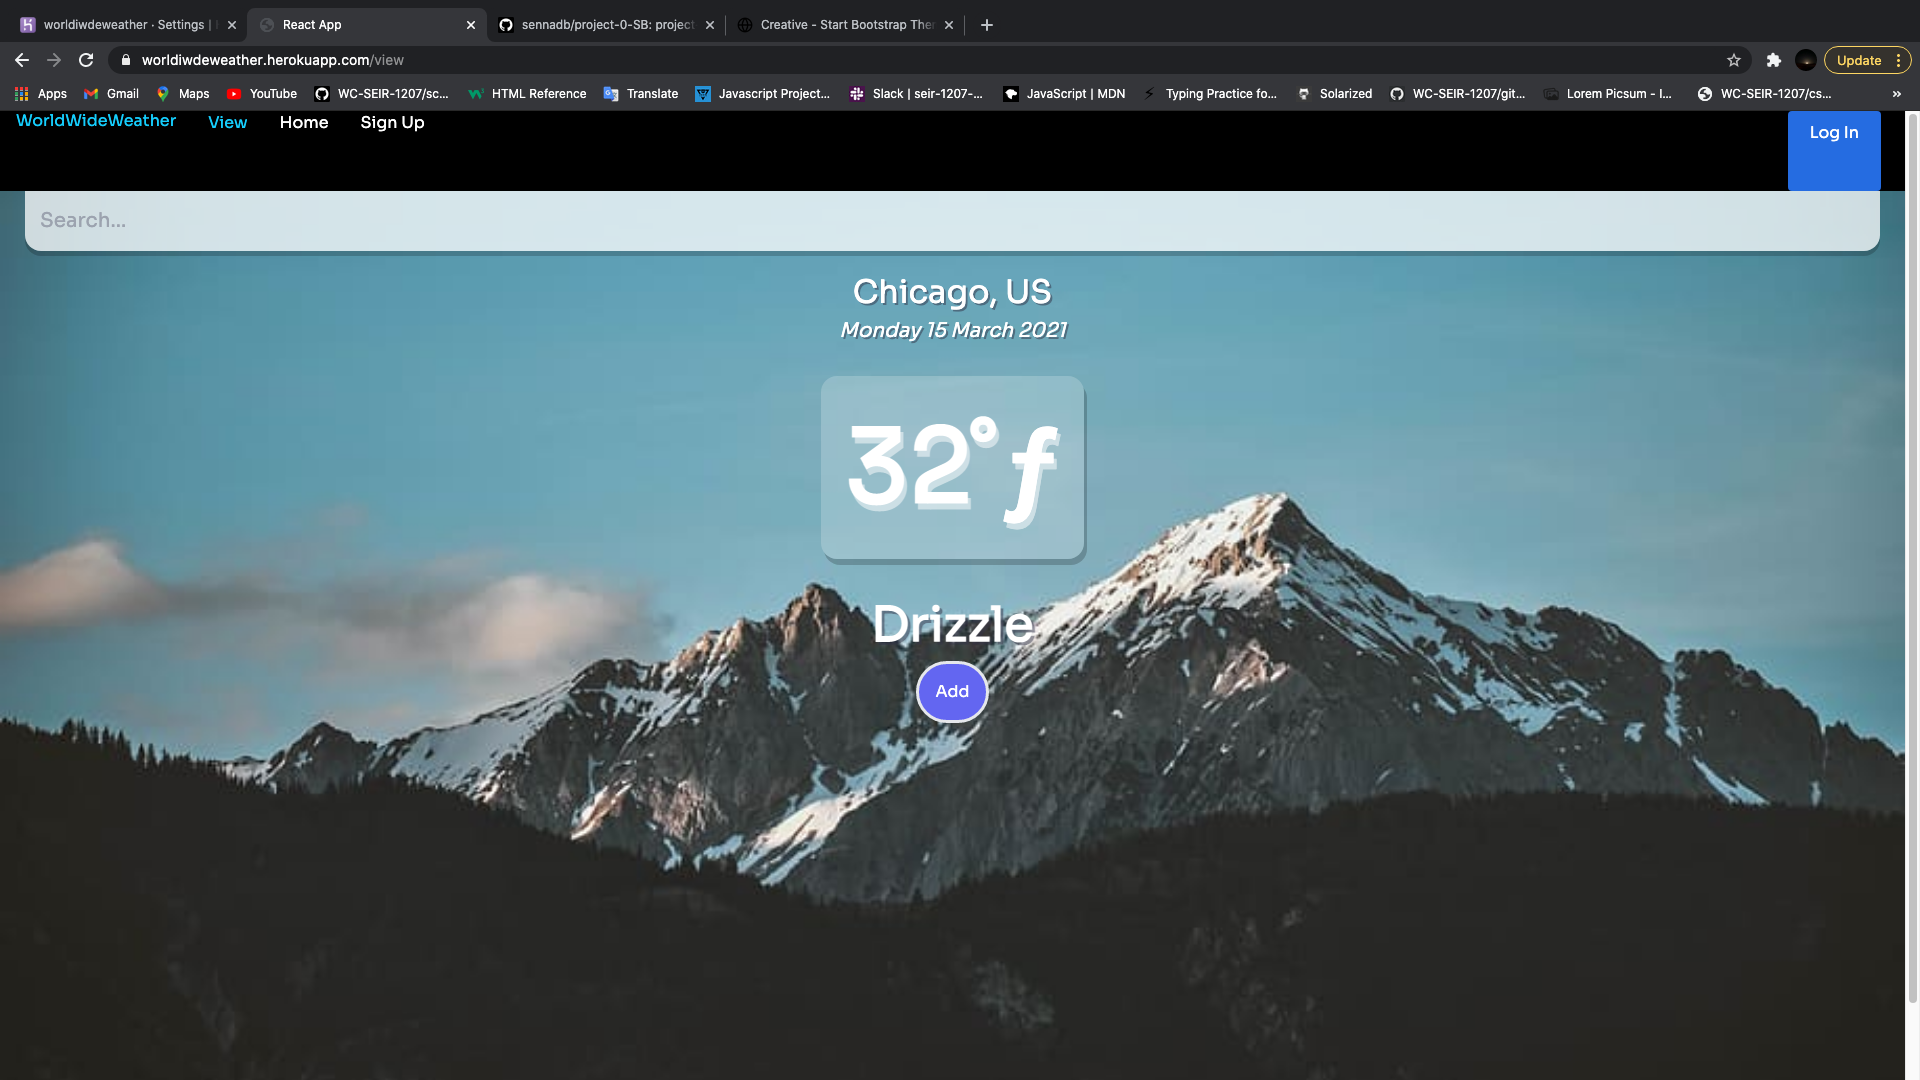 worldiwdeweather · Settings |
React App
sennadb/project-0-SB: project
Creative - Start Bootstrap The
worldiwdeweather.herokuapp.com/view
Update
Apps
Gmail
Maps
YouTube
WC-SEIR-1207/sc...
HTML Reference
Translate
Javascript Project...
Slack | seir-1207-...
JavaScript | MDN
Typing Practice fo...
Solarized
WC-SEIR-1207/git...
Lorem Picsum - I...
WC-SEIR-1207/cs...
»
WorldWideWeather
View
Home
Sign Up
Log In
Search...
Chicago, US
Monday 15 March 2021
32°ƒ
Drizzle
Add